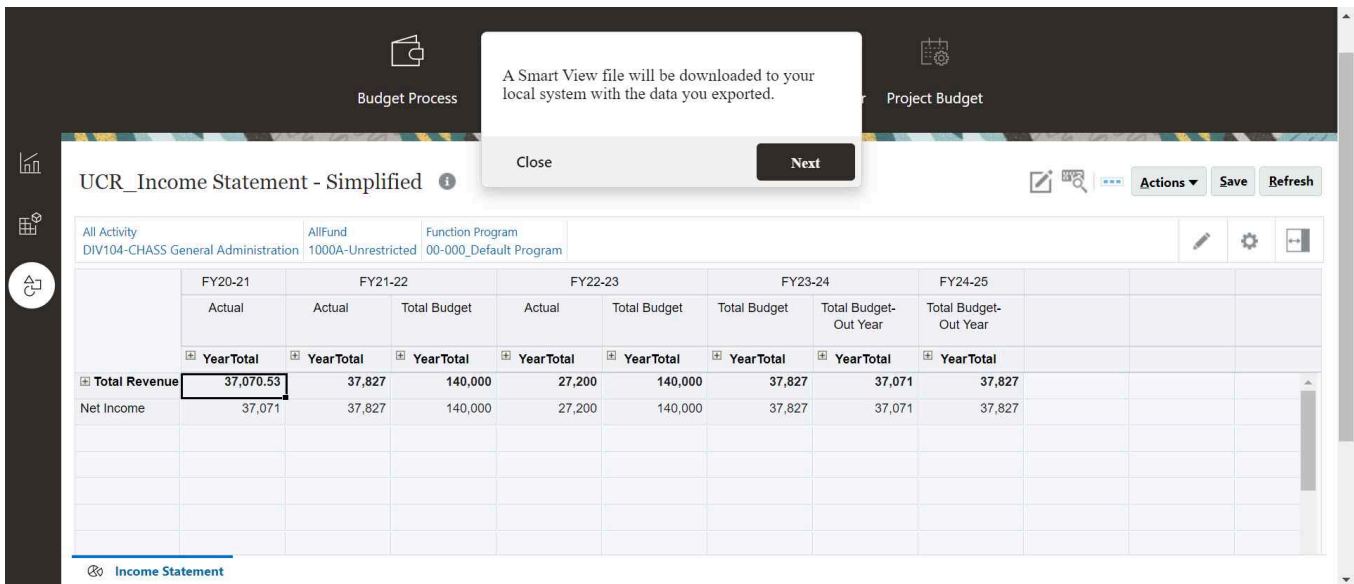 Budget Process
Project Budget
A Smart View file will be downloaded to your
local system with the data you exported.
Close
Next
UCR_Income Statement - Simplified
Actions
Save
Refresh
All Activity AllFund Function Program
DIV104-CHASS General Administration 1000A-Unrestricted 00-000_Default Program
FY20-21 FY21-22 FY22-23 FY23-24 FY24-25
Actual Actual Total Budget Actual Total Budget Total Budget Total Budget- Total Budget-
Out Year Out Year
YearTotal YearTotal YearTotal YearTotal YearTotal YearTotal YearTotal YearTotal
Total Revenue 37,070.53 37,827 140,000 27,200 140,000 37,827 37,071 37,827
Net Income 37,071 37,827 140,000 27,200 140,000 37,827 37,071 37,827
Income Statement